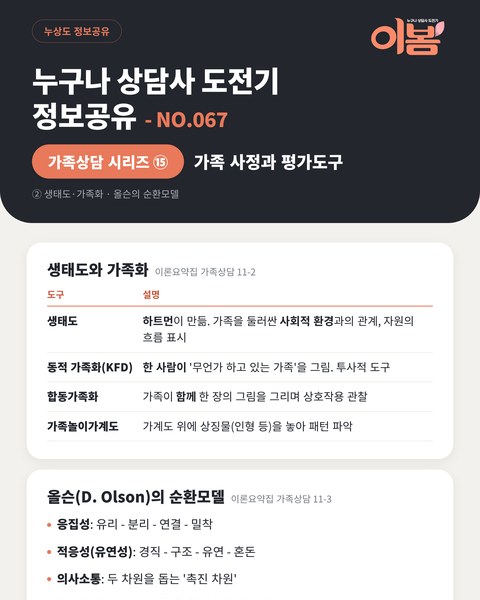 누상도 정보공유
누구나 상담사 도전기
이봄
누구나 상담사 도전기
정보공유 - NO.067
가족상담 시리즈 ⑮ 가족 사정과 평가도구
② 생태도·가족화 · 올슨의 순환모델
생태도와 가족화 이론요약집 가족상담 11-2
도구 설명
생태도 하트먼이 만듦. 가족을 둘러싼 사회적 환경과의 관계, 자원의
흐름 표시
동적 가족화(KFD) 한 사람이 '무언가 하고 있는 가족'을 그림. 투사적 도구
합동가족화 가족이 함께 한 장의 그림을 그리며 상호작용 관찰
가족놀이가계도 가계도 위에 상징물(인형 등)을 놓아 패턴 파악
올슨(D. Olson)의 순환모델 이론요약집 가족상담 11-3
• 응집성: 유리 - 분리 - 연결 - 밀착
• 적응성(유연성): 경직 - 구조 - 유연 - 혼돈
• 의사소통: 두 차원을 돕는 '촉진 차원'